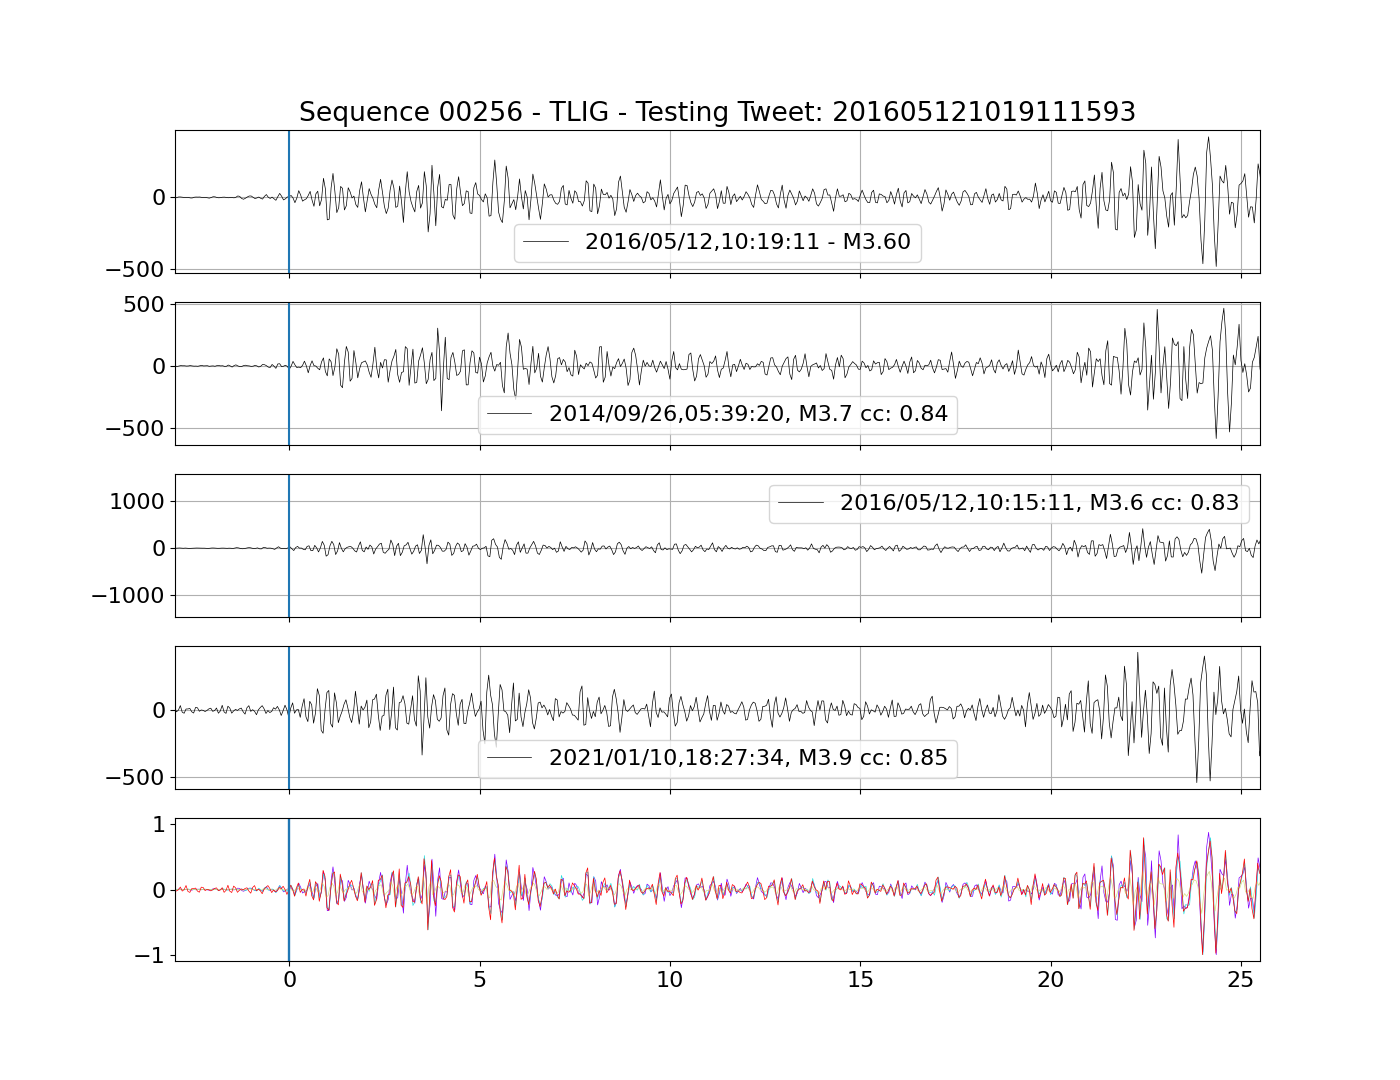 Sequence 00256 - TLIG - Testing Tweet: 201605121019111593
0
−500
2016/05/12,10:19:11 - M3.60
500
0
−500
2014/09/26,05:39:20, M3.7 cc: 0.84
1000
0
−1000
2016/05/12,10:15:11, M3.6 cc: 0.83
0
−500
2021/01/10,18:27:34, M3.9 cc: 0.85
1
0
−1
0 5 10 15 20 25